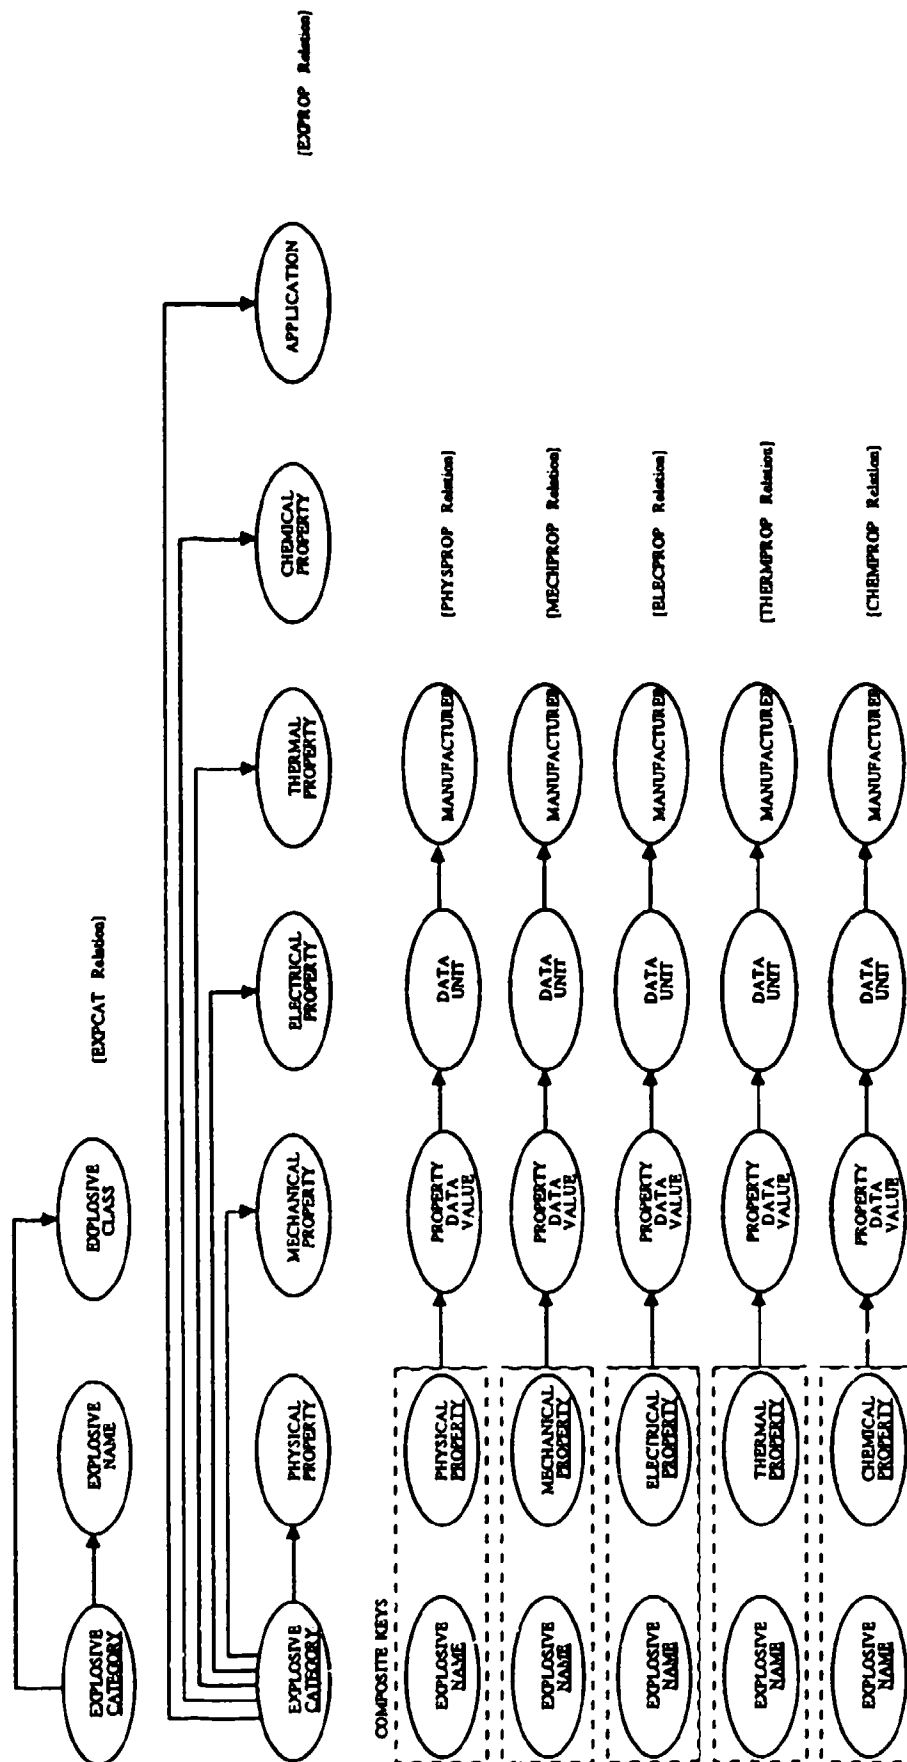 EXPLOSIVE
CATEGORY
EXPLOSIVE
NAME
EXPLOSIVE
CLASS
[EXPCAT Relation]
EXPLOSIVE
CATEGORY
PHYSICAL
PROPERTY
MECHANICAL
PROPERTY
ELECTRICAL
PROPERTY
THERMAL
PROPERTY
CHEMICAL
PROPERTY
APPLICATION
[EXPROP Relation]
COMPOSITE KEYS
EXPLOSIVE
NAME
PHYSICAL
PROPERTY
PROPERTY
DATA
VALUE
DATA
UNIT
MANUFACTURER
[PHYSPROP Relation]
EXPLOSIVE
NAME
MECHANICAL
PROPERTY
PROPERTY
DATA
VALUE
DATA
UNIT
MANUFACTURER
[MECHPROP Relation]
EXPLOSIVE
NAME
ELECTRICAL
PROPERTY
PROPERTY
DATA
VALUE
DATA
UNIT
MANUFACTURER
[ELECPROP Relation]
EXPLOSIVE
NAME
THERMAL
PROPERTY
PROPERTY
DATA
VALUE
DATA
UNIT
MANUFACTURER
[THERMPROP Relation]
EXPLOSIVE
NAME
CHEMICAL
PROPERTY
PROPERTY
DATA
VALUE
DATA
UNIT
MANUFACTURER
[CHEMPROP Relation]